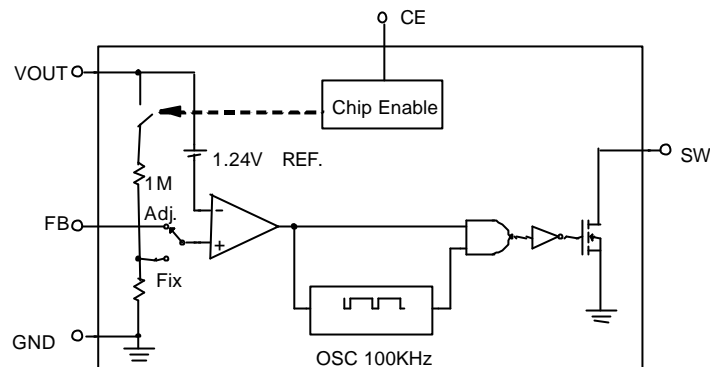 CE
VOUT
Chip Enable
1.24V REF.
SW
1M
Adj.
FB
-
+
Fix
GND
OSC 100KHz